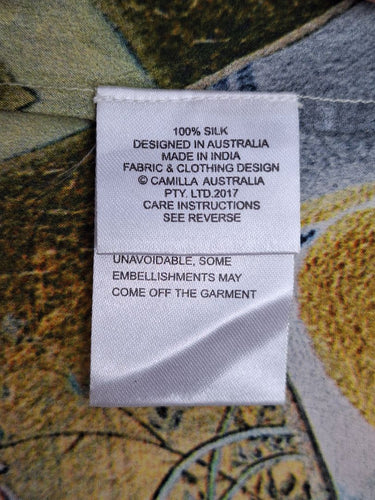 100% SILK
DESIGNED IN AUSTRALIA
MADE IN INDIA
FABRIC & CLOTHING DESIGN
© CAMILLA AUSTRALIA
PTY. LTD.2017
CARE INSTRUCTIONS
SEE REVERSE
UNAVOIDABLE, SOME
EMBELLISHMENTS MAY
COME OFF THE GARMENT